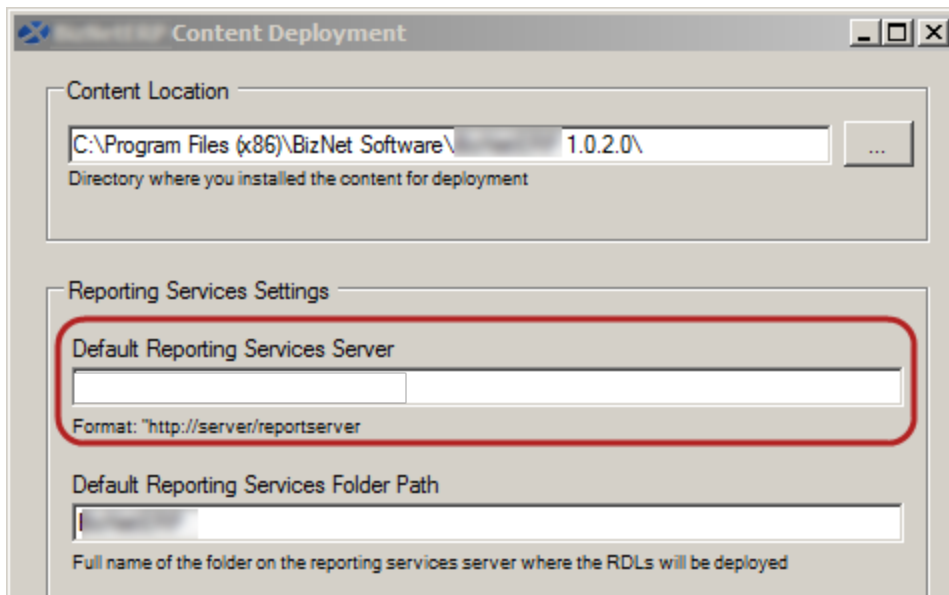 Content Deployment
Content Location
C:\Program Files (x86)\BizNet Software\ 1.0.2.0\
...
Directory where you installed the content for deployment
Reporting Services Settings
Default Reporting Services Server
Format: "http://server/reportserver
Default Reporting Services Folder Path
Full name of the folder on the reporting services server where the RDLs will be deployed